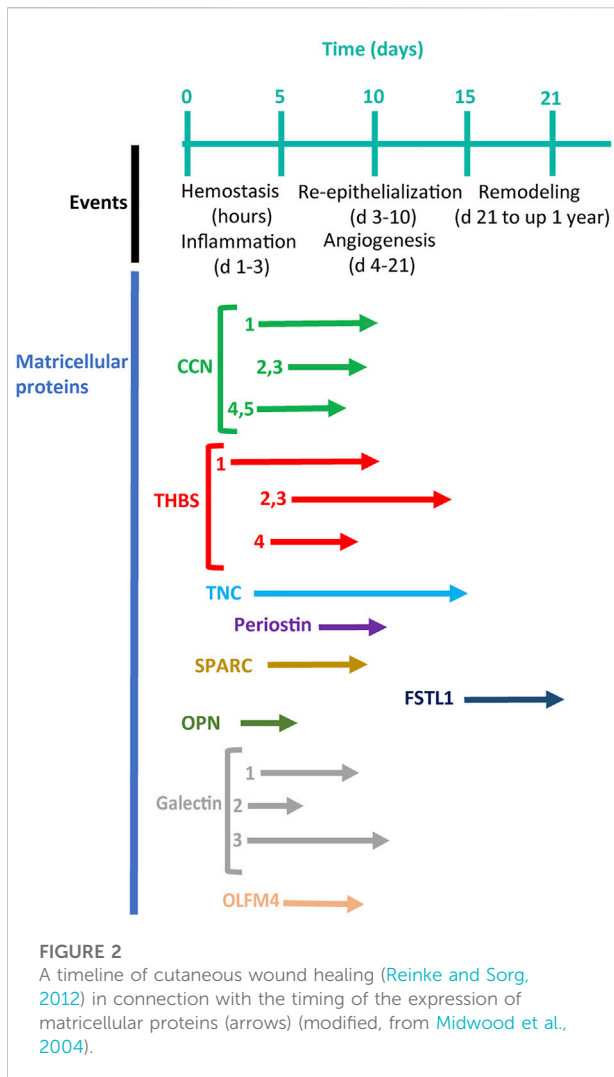 Time (days)
0 5 10 15 21
Events
Hemostasis Re-epithelialization Remodeling
(hours) (d 3-10) (d 21 to up 1 year)
Inflammation Angiogenesis
(d 1-3) (d 4-21)
Matricellular
proteins
CCN
1
2,3
4,5
THBS
1
2,3
4
TNC
Periostin
SPARC
FSTL1
OPN
Galectin
1
2
3
OLFM4
FIGURE 2
A timeline of cutaneous wound healing (Reinke and Sorg,
2012) in connection with the timing of the expression of
matricellular proteins (arrows) (modified, from Midwood et al.,
2004).